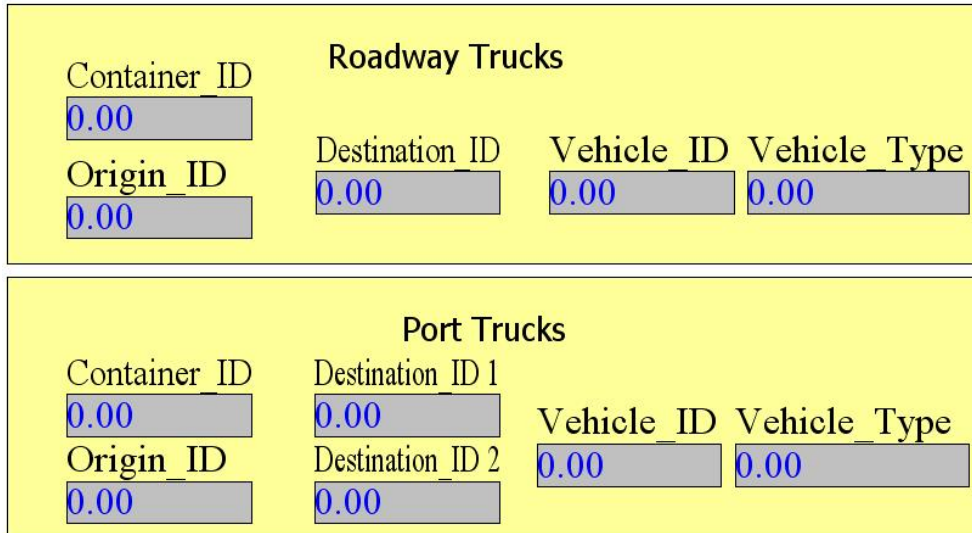 Roadway Trucks
Container_ID
0.00
Origin_ID
0.00
Destination_ID
0.00
Vehicle_ID
0.00
Vehicle_Type
0.00
Port Trucks
Container_ID
0.00
Origin_ID
0.00
Destination_ID 1
0.00
Destination_ID 2
0.00
Vehicle_ID
0.00
Vehicle_Type
0.00